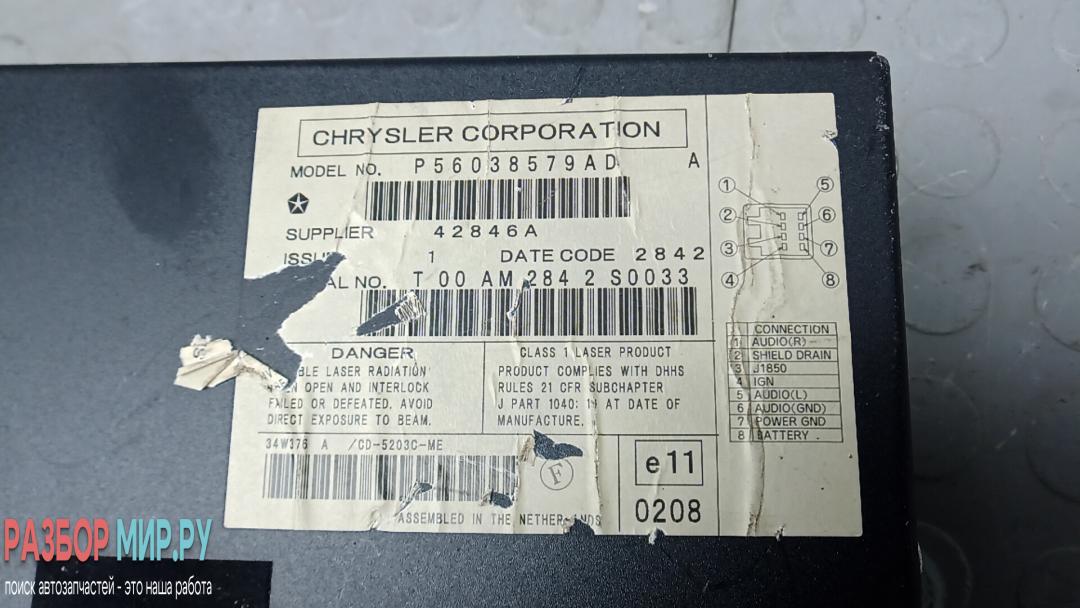 CHRYSLER CORPORATION
MODEL NO. P56038579AD A
SUPPLIER 42846A
1 DATE CODE 2842
AL NO. T 00 AM 284 2 S0033
DANGER
BLE LASER RADIATION
EN OPEN AND INTERLOCK
FAILED OR DEFEATED. AVOID
DIRECT EXPOSURE TO BEAM.
CLASS 1 LASER PRODUCT
PRODUCT COMPLIES WITH DHHS
RULES 21 CFR SUBCHAPTER
J PART 1040: AT DATE OF
MANUFACTURE.
34W376 A /CD-5203C-ME
F
ASSEMBLED IN THE NETHERLANDS
e11
0208
1 5
2 6
3 7
4 8
CONNECTION
1 AUDIO(R)
2 SHIELD DRAIN
3 J1850
4 IGN
5 AUDIO(L)
6 AUDIO(GND)
7 POWER GND
8 BATTERY
РАЗБОР МИР.РУ
поиск автозапчастей - это наша работа